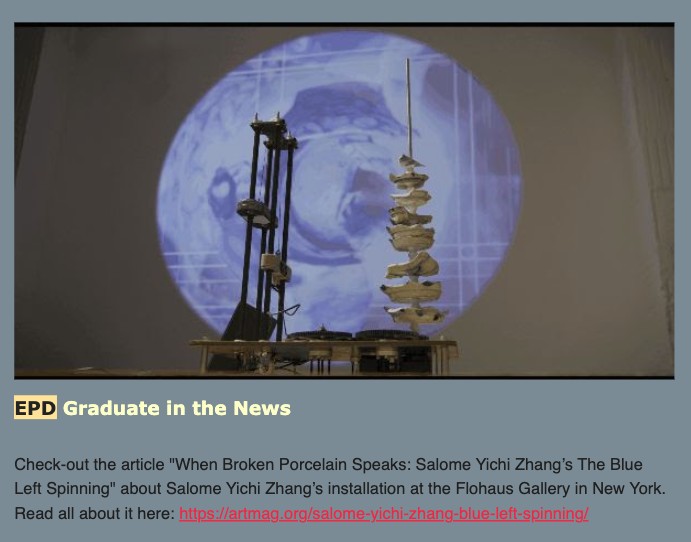 EPD Graduate in the News
Check-out the article "When Broken Porcelain Speaks: Salome Yichi Zhang’s The Blue
Left Spinning" about Salome Yichi Zhang’s installation at the Flohaus Gallery in New York.
Read all about it here: https://artmag.org/salome-yichi-zhang-blue-left-spinning/